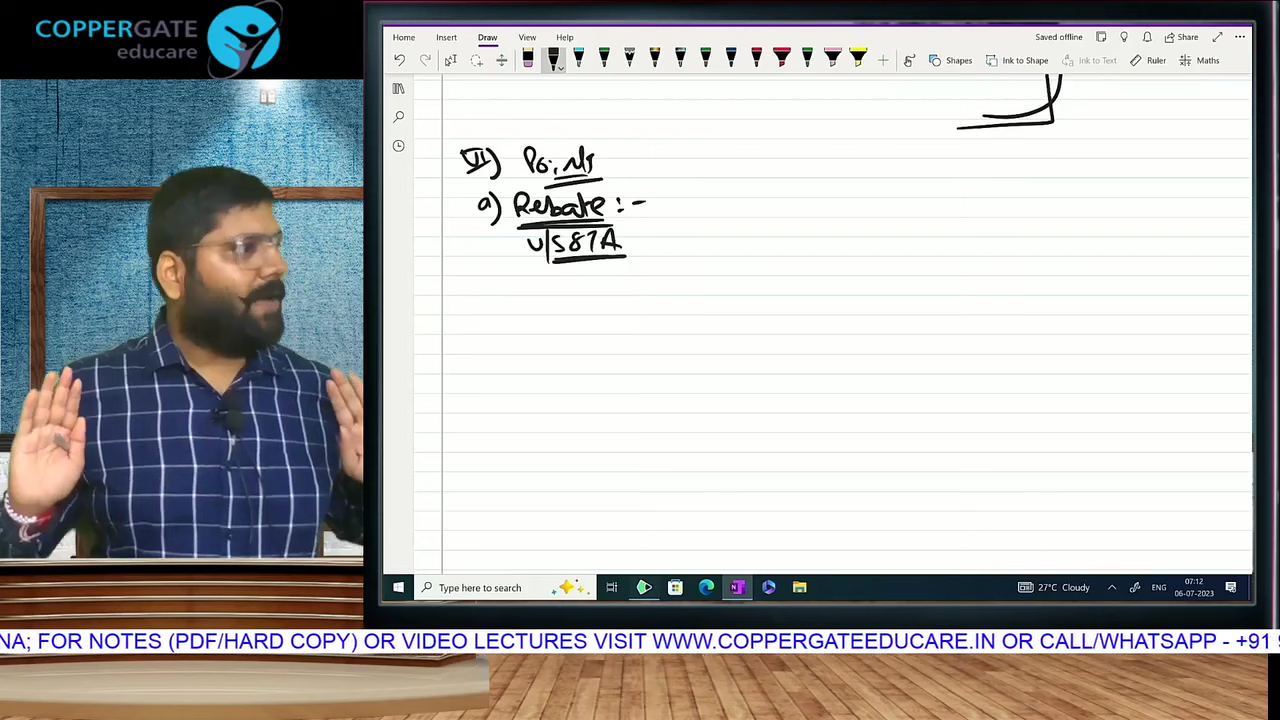 COPPERGATE
educare
Home Insert Draw View Help
Saved offline
Share
Shapes
Ink to Shape
Ink to Text
Ruler
Maths
VI) Points
a) Rebate :-
u/s 87A
Type here to search
27°C Cloudy
ENG
07:12
06-07-2023
NA; FOR NOTES (PDF/HARD COPY) OR VIDEO LECTURES VISIT WWW.COPPERGATEEDUCARE.IN OR CALL/WHATSAPP - +91 9